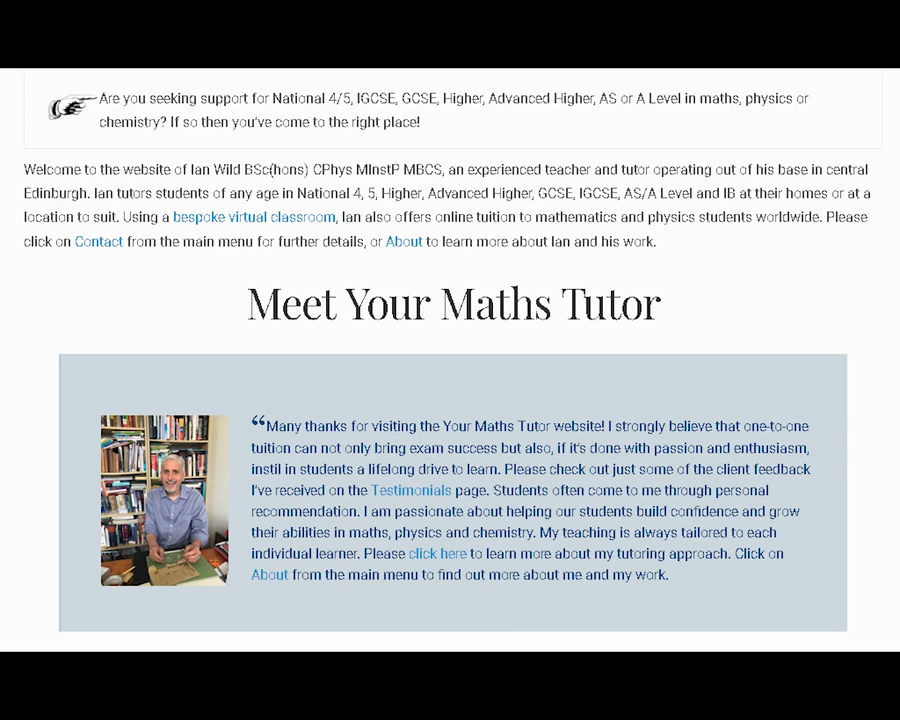 Are you seeking support for National 4/5, IGCSE, GCSE, Higher, Advanced Higher, AS or A Level in maths, physics or
chemistry? If so then you've come to the right place!
Welcome to the website of Ian Wild BSc(hons) CPhys MInstP MBCS, an experienced teacher and tutor operating out of his base in central
Edinburgh. Ian tutors students of any age in National 4, 5, Higher, Advanced Higher, GCSE, IGCSE, AS/A Level and IB at their homes or at a
location to suit. Using a bespoke virtual classroom, Ian also offers online tuition to mathematics and physics students worldwide. Please
click on Contact from the main menu for further details, or About to learn more about Ian and his work.
Meet Your Maths Tutor
“Many thanks for visiting the Your Maths Tutor website! I strongly believe that one-to-one
tuition can not only bring exam success but also, if it's done with passion and enthusiasm,
instil in students a lifelong drive to learn. Please check out just some of the client feedback
I've received on the Testimonials page. Students often come to me through personal
recommendation. I am passionate about helping our students build confidence and grow
their abilities in maths, physics and chemistry. My teaching is always tailored to each
individual learner. Please click here to learn more about my tutoring approach. Click on
About from the main menu to find out more about me and my work.